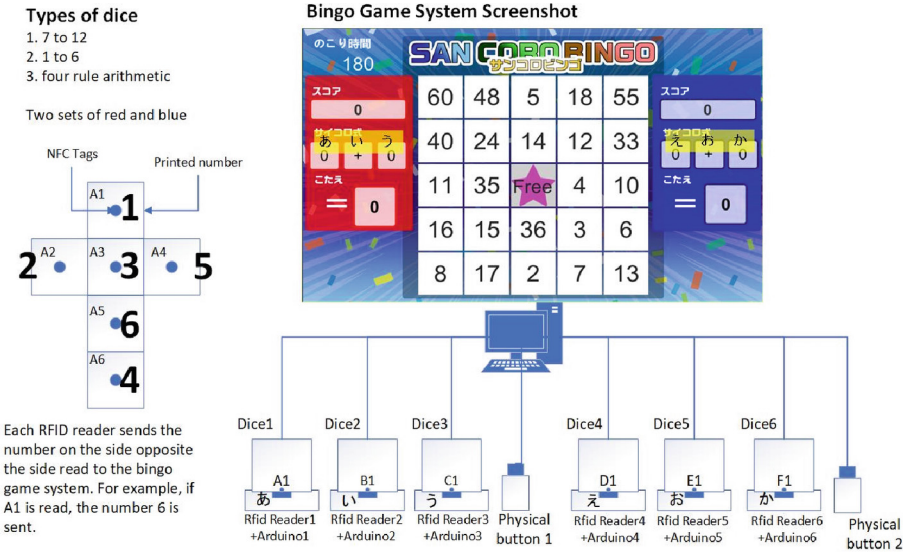 Types of dice
1. 7 to 12
2. 1 to 6
3. four rule arithmetic
Two sets of red and blue
NFC Tags
Printed number
A1
1
2
A2
A3
3
A4
5
A5
6
A6
4
Each RFID reader sends the
number on the side opposite
the side read to the bingo
game system. For example, if
A1 is read, the number 6 is
sent.
Bingo Game System Screenshot
のこり時間
180
SAN CORO BINGO
サンコロビンゴ
スコア
0
サイコロ式
あ い う
0 + 0
こたえ
= 0
60 48 5 18 55
40 24 14 12 33
11 35 Free 4 10
16 15 36 3 6
8 17 2 7 13
スコア
0
サイコロ式
え お か
0 + 0
こたえ
= 0
Dice1 Dice2 Dice3 Dice4 Dice5 Dice6
A1 B1 C1 D1 E1 F1
あ い う え お か
Rfid Reader1
+Arduino1
Rfid Reader2
+Arduino2
Rfid Reader3
+Arduino3
Physical
button 1
Rfid Reader4
+Arduino4
Rfid Reader5
+Arduino5
Rfid Reader6
+Arduino6
Physical
button 2